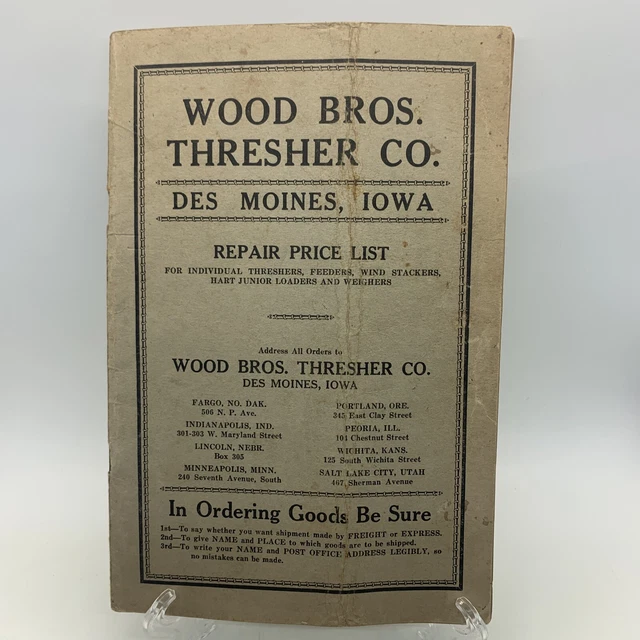 WOOD BROS.
THRESHER CO.
DES MOINES, IOWA
REPAIR PRICE LIST
FOR INDIVIDUAL THRESHERS, FEEDERS, WIND STACKERS,
HART JUNIOR LOADERS AND WEIGHERS
Address All Orders to
WOOD BROS. THRESHER CO.
DES MOINES, IOWA
FARGO, NO. DAK.
506 N. P. Ave.
INDIANAPOLIS, IND.
301-303 W. Maryland Street
LINCOLN, NEBR.
Box 305
MINNEAPOLIS, MINN.
240 Seventh Avenue, South
PORTLAND, ORE.
345 East Clay Street
PEORIA, ILL.
101 Chestnut Street
WICHITA, KANS.
125 South Wichita Street
SALT LAKE CITY, UTAH
467 Sherman Avenue
In Ordering Goods Be Sure
1st—To say whether you want shipment made by FREIGHT or EXPRESS.
2nd—To give NAME and PLACE to which goods are to be shipped.
3rd—To write your NAME and POST OFFICE ADDRESS LEGIBLY, so
no mistakes can be made.